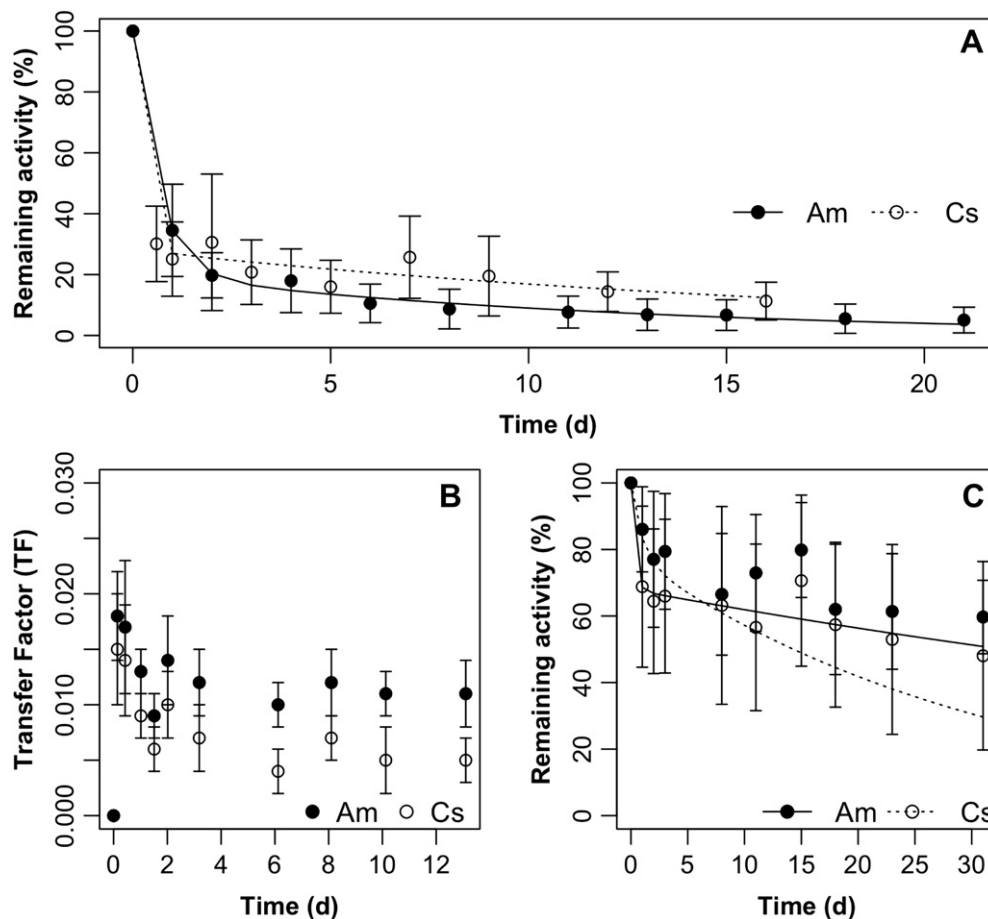 A
Remaining activity (%)
100
80
60
40
20
0
Am Cs
0 5 10 15 20
Time (d)
B
Transfer Factor (TF)
0.030
0.020
0.010
0.000
Am Cs
0 2 4 6 8 10 12
Time (d)
C
Remaining activity (%)
100
80
60
40
20
0
Am Cs
0 5 10 15 20 25 30
Time (d)